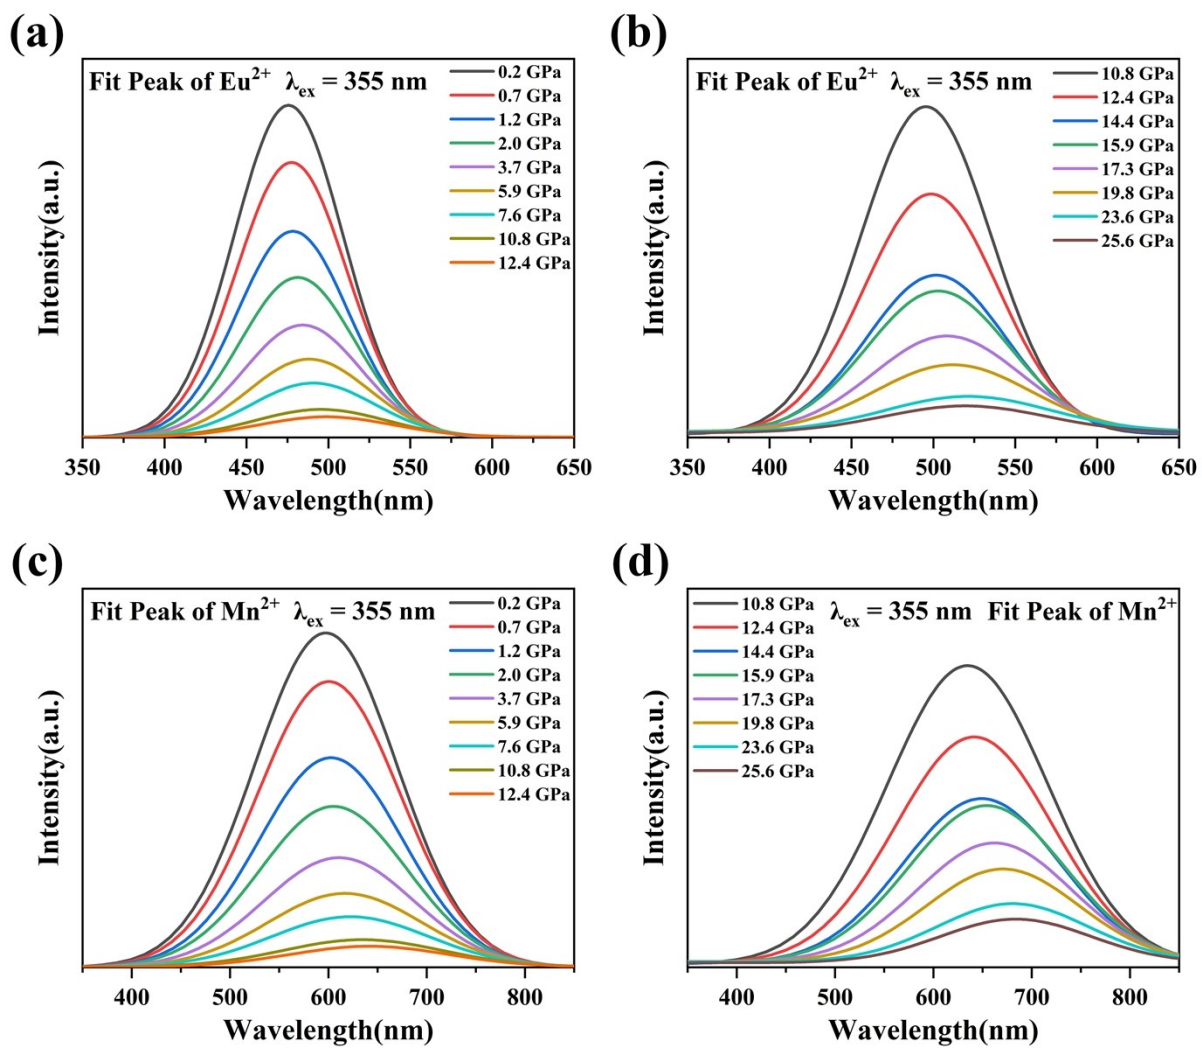 (a)
Fit Peak of Eu²⁺ λₑₓ = 355 nm
0.2 GPa
0.7 GPa
1.2 GPa
2.0 GPa
3.7 GPa
5.9 GPa
7.6 GPa
10.8 GPa
12.4 GPa
Intensity(a.u.)
350 400 450 500 550 600 650
Wavelength(nm)
(b)
Fit Peak of Eu²⁺ λₑₓ = 355 nm
10.8 GPa
12.4 GPa
14.4 GPa
15.9 GPa
17.3 GPa
19.8 GPa
23.6 GPa
25.6 GPa
Intensity(a.u.)
350 400 450 500 550 600 650
Wavelength(nm)
(c)
Fit Peak of Mn²⁺ λₑₓ = 355 nm
0.2 GPa
0.7 GPa
1.2 GPa
2.0 GPa
3.7 GPa
5.9 GPa
7.6 GPa
10.8 GPa
12.4 GPa
Intensity(a.u.)
400 500 600 700 800
Wavelength(nm)
(d)
10.8 GPa
12.4 GPa
14.4 GPa
15.9 GPa
17.3 GPa
19.8 GPa
23.6 GPa
25.6 GPa
λₑₓ = 355 nm Fit Peak of Mn²⁺
Intensity(a.u.)
400 500 600 700 800
Wavelength(nm)